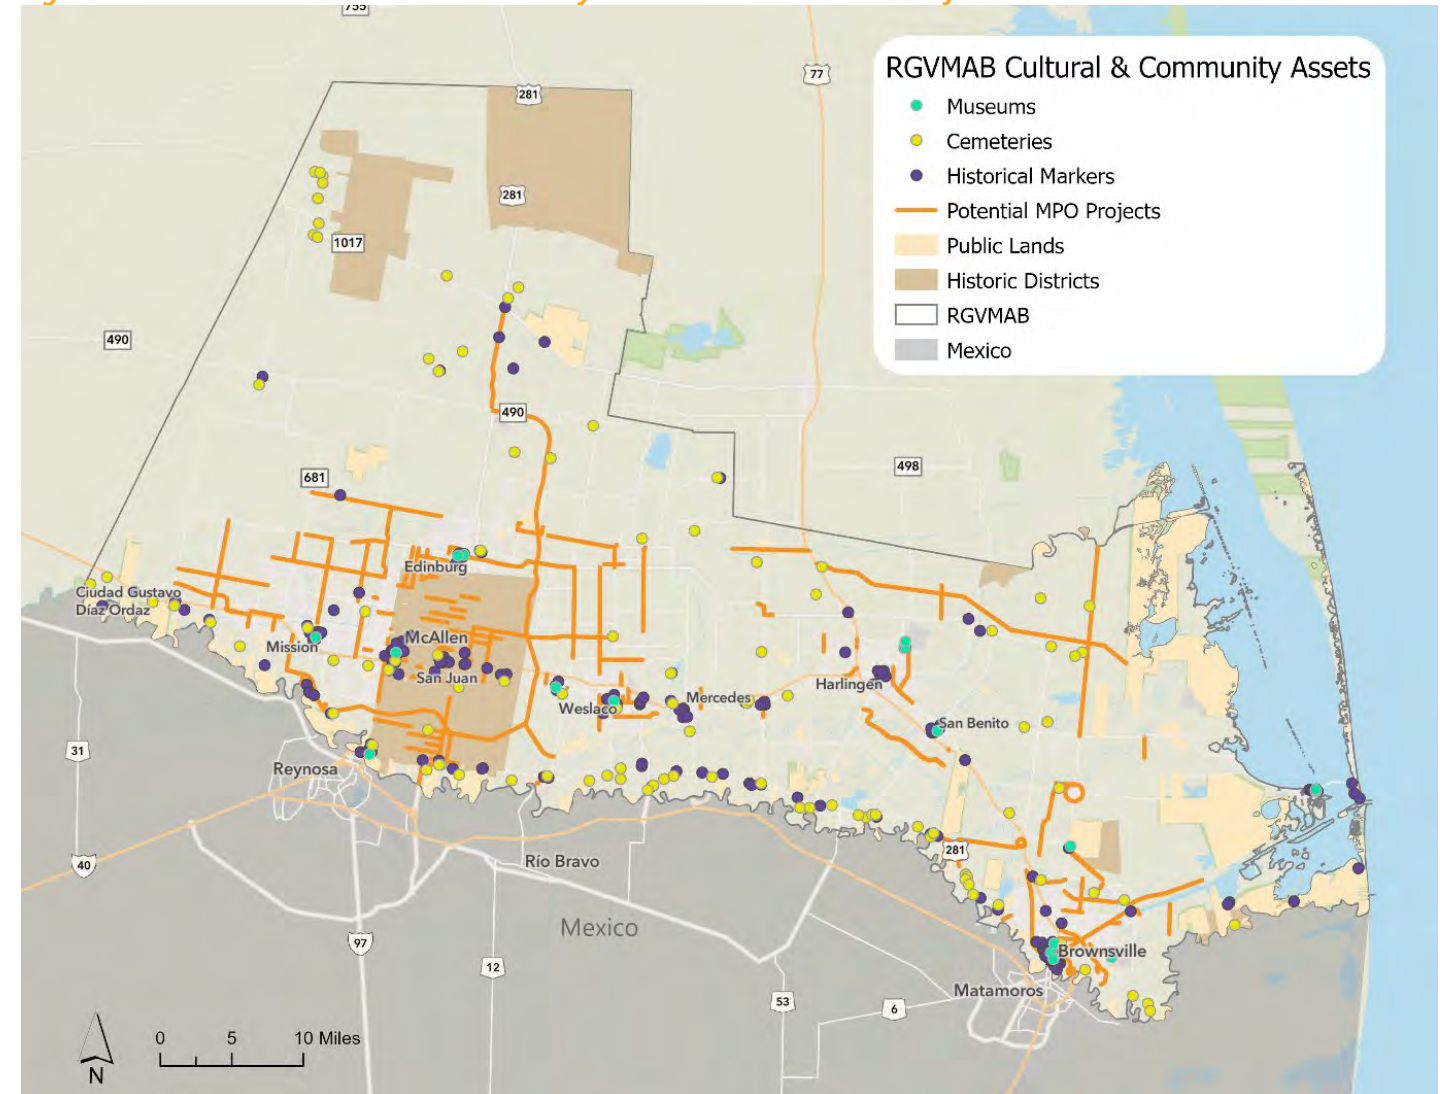 755
77
281
RGVMAB Cultural & Community Assets
Museums
Cemeteries
Historical Markers
Potential MPO Projects
Public Lands
Historic Districts
RGVMAB
Mexico
281
1017
490
490
498
681
Edinburg
Ciudad Gustavo
Díaz Ordaz
McAllen
Mission
San Juan
Harlingen
Mercedes
Weslaco
San Benito
31
Reynosa
281
40
Río Bravo
Mexico
97
12
Brownsville
Matamoros
53
6
0 5 10 Miles
N